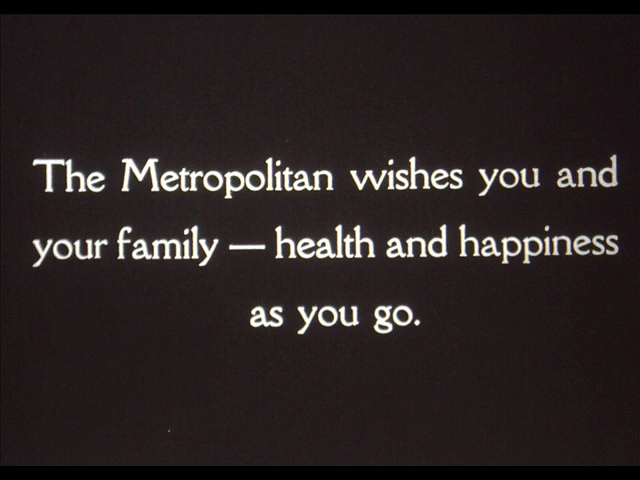 The Metropolitan wishes you and
your family — health and happiness
as you go.